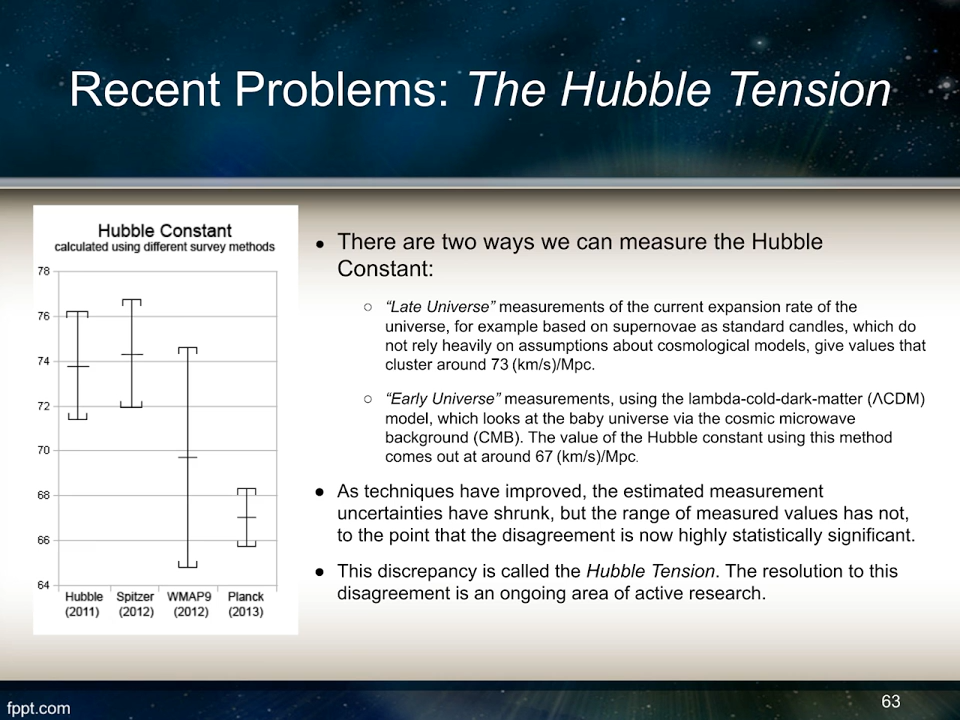 Recent Problems: The Hubble Tension
Hubble Constant
calculated using different survey methods
78
76
74
72
70
68
66
64
Hubble Spitzer WMAP9 Planck
(2011) (2012) (2012) (2013)
● There are two ways we can measure the Hubble
Constant:
○ “Late Universe” measurements of the current expansion rate of the
universe, for example based on supernovae as standard candles, which do
not rely heavily on assumptions about cosmological models, give values that
cluster around 73 (km/s)/Mpc.
○ “Early Universe” measurements, using the lambda-cold-dark-matter (ΛCDM)
model, which looks at the baby universe via the cosmic microwave
background (CMB). The value of the Hubble constant using this method
comes out at around 67 (km/s)/Mpc.
● As techniques have improved, the estimated measurement
uncertainties have shrunk, but the range of measured values has not,
to the point that the disagreement is now highly statistically significant.
● This discrepancy is called the Hubble Tension. The resolution to this
disagreement is an ongoing area of active research.
fppt.com
63